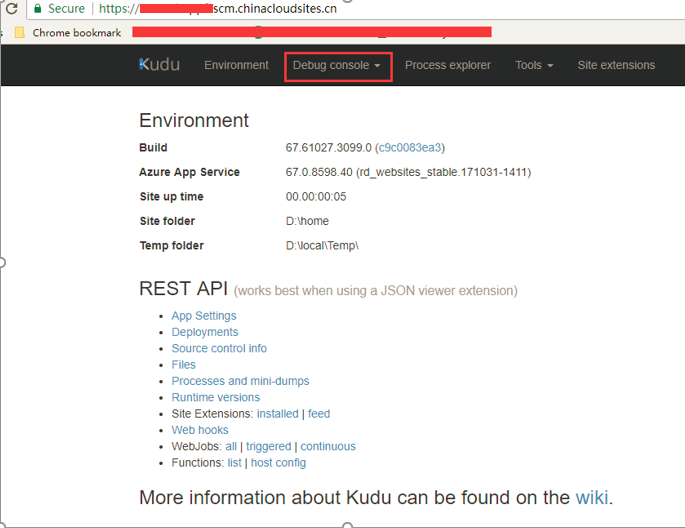 Secure https:// scm.chinacloudsites.cn
Chrome bookmark
Kudu Environment Debug console Process explorer Tools Site extensions
Environment
Build 67.61027.3099.0 (c9c0083ea3)
Azure App Service 67.0.8598.40 (rd_websites_stable.171031-1411)
Site up time 00.00:00:05
Site folder D:\home
Temp folder D:\local\Temp\
REST API (works best when using a JSON viewer extension)
• App Settings
• Deployments
• Source control info
• Files
• Processes and mini-dumps
• Runtime versions
• Site Extensions: installed | feed
• Web hooks
• WebJobs: all | triggered | continuous
• Functions: list | host config
More information about Kudu can be found on the wiki.